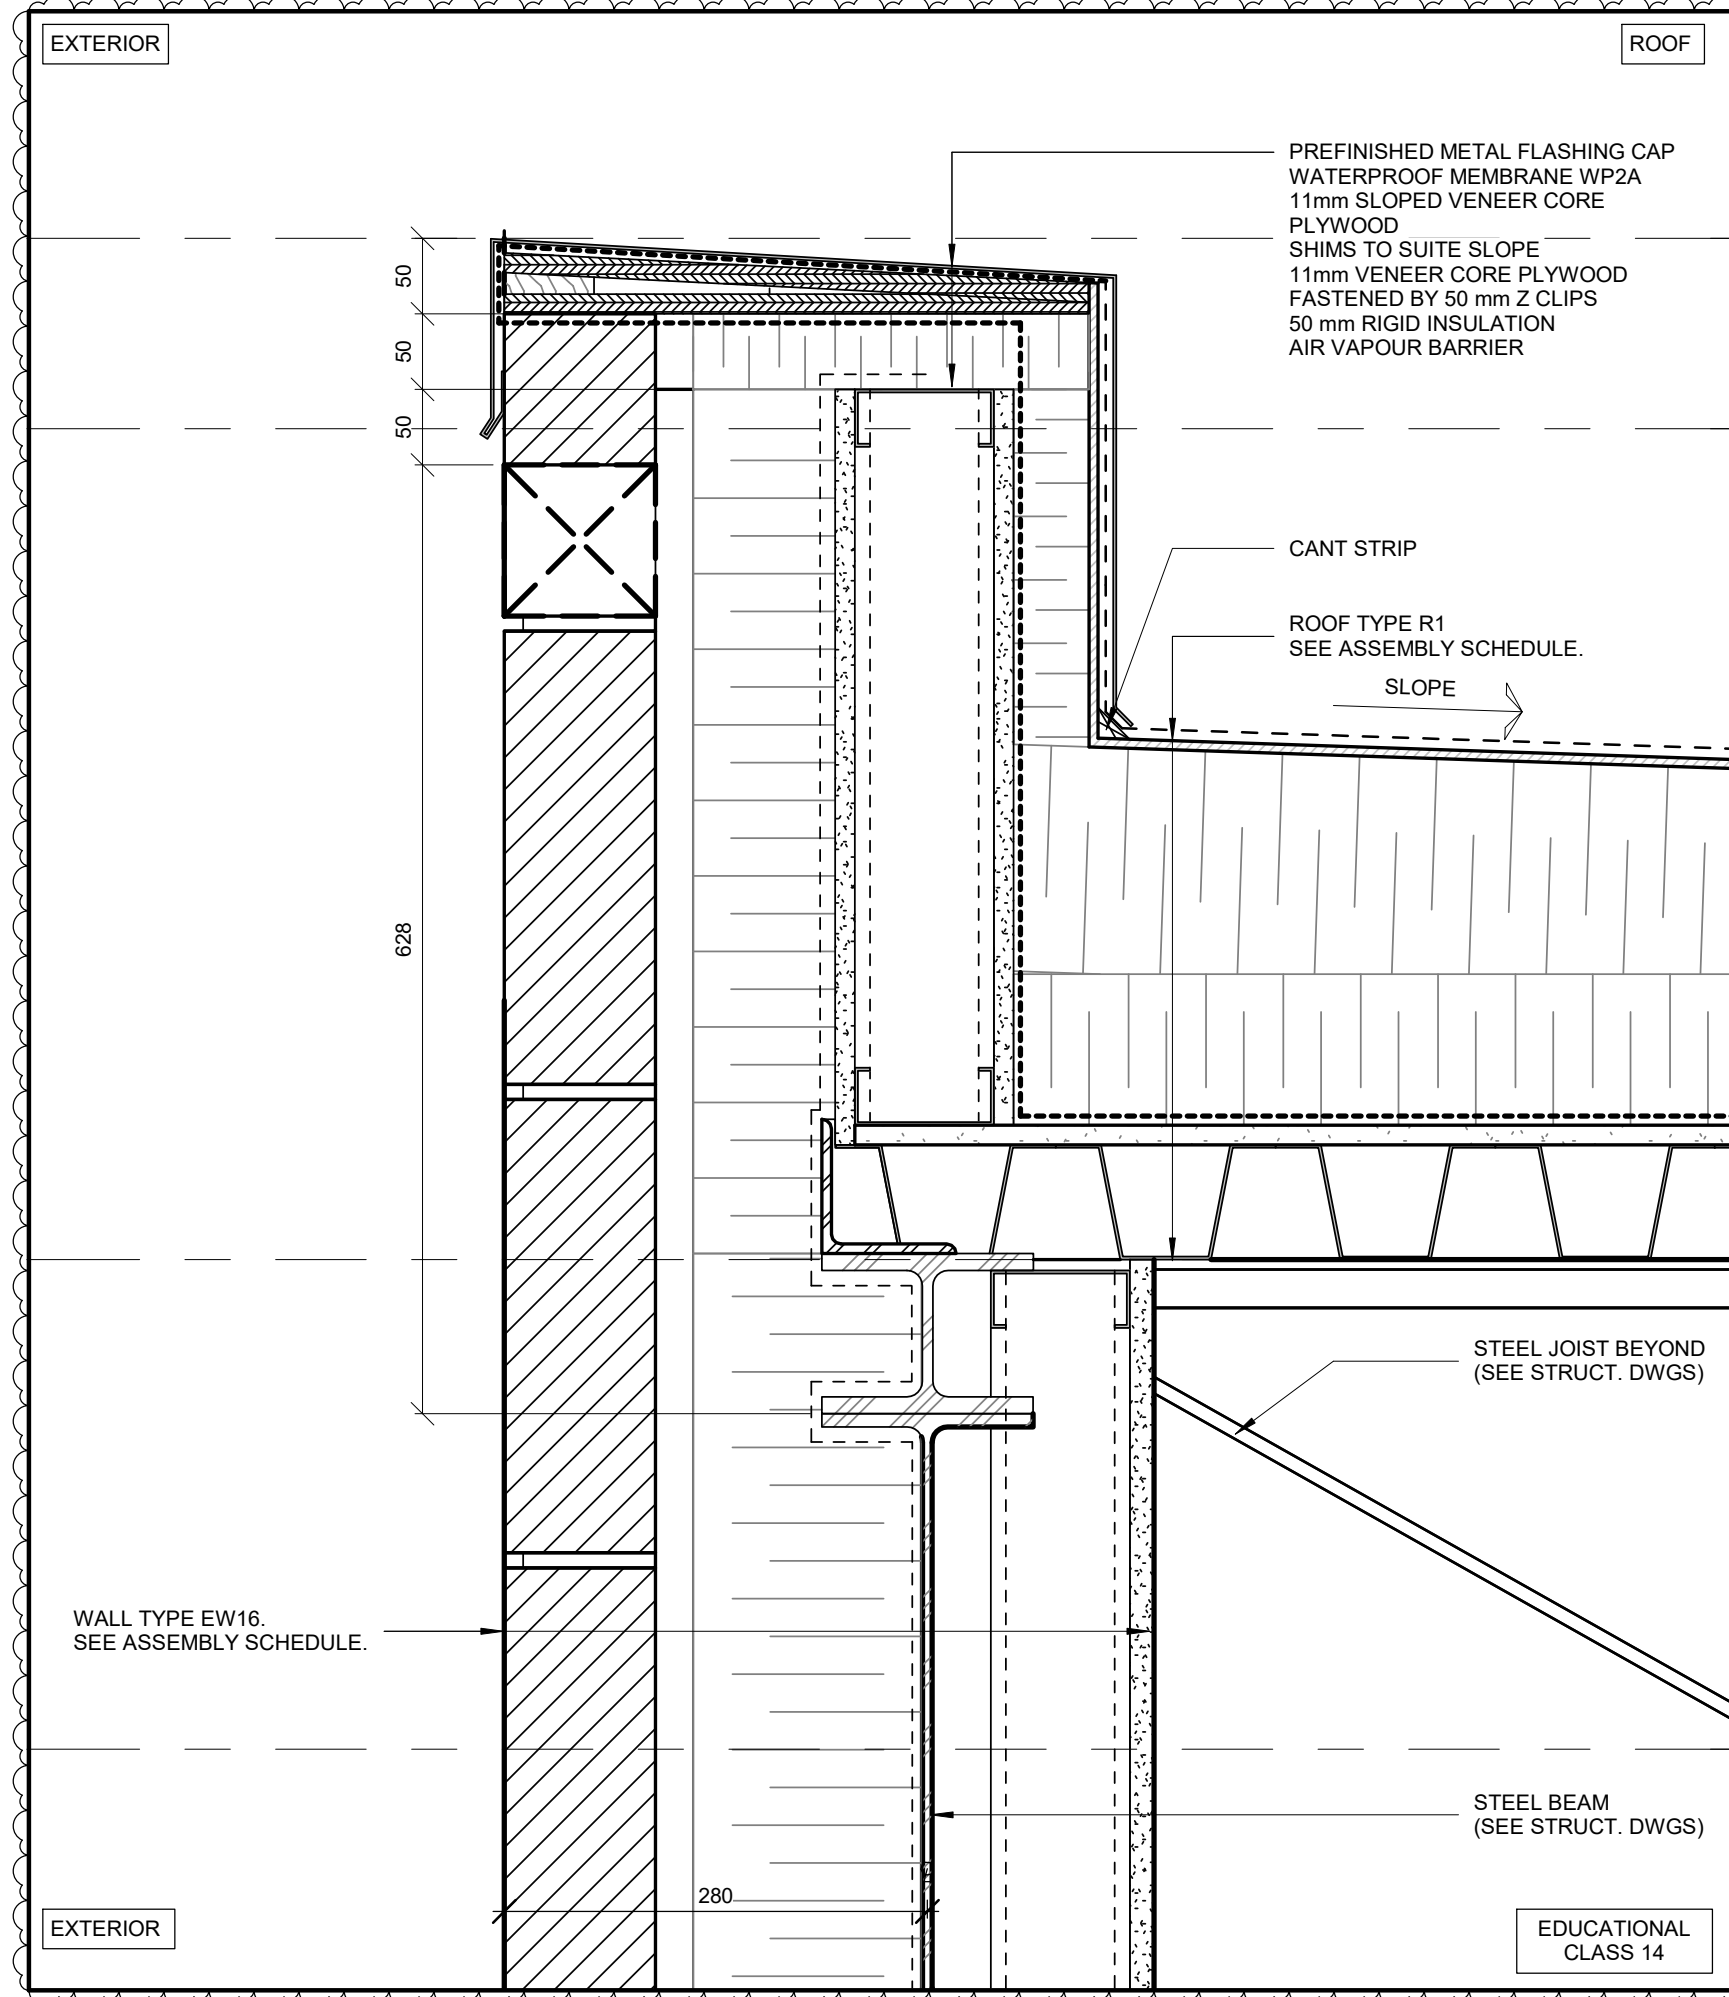 EXTERIOR
ROOF
PREFINISHED METAL FLASHING CAP
WATERPROOF MEMBRANE WP2A
11mm SLOPED VENEER CORE
PLYWOOD
SHIMS TO SUITE SLOPE
11mm VENEER CORE PLYWOOD
FASTENED BY 50 mm Z CLIPS
50 mm RIGID INSULATION
AIR VAPOUR BARRIER
50
50
50
CANT STRIP
ROOF TYPE R1
SEE ASSEMBLY SCHEDULE.
SLOPE
628
STEEL JOIST BEYOND
(SEE STRUCT. DWGS)
WALL TYPE EW16.
SEE ASSEMBLY SCHEDULE.
STEEL BEAM
(SEE STRUCT. DWGS)
280
EXTERIOR
EDUCATIONAL
CLASS 14